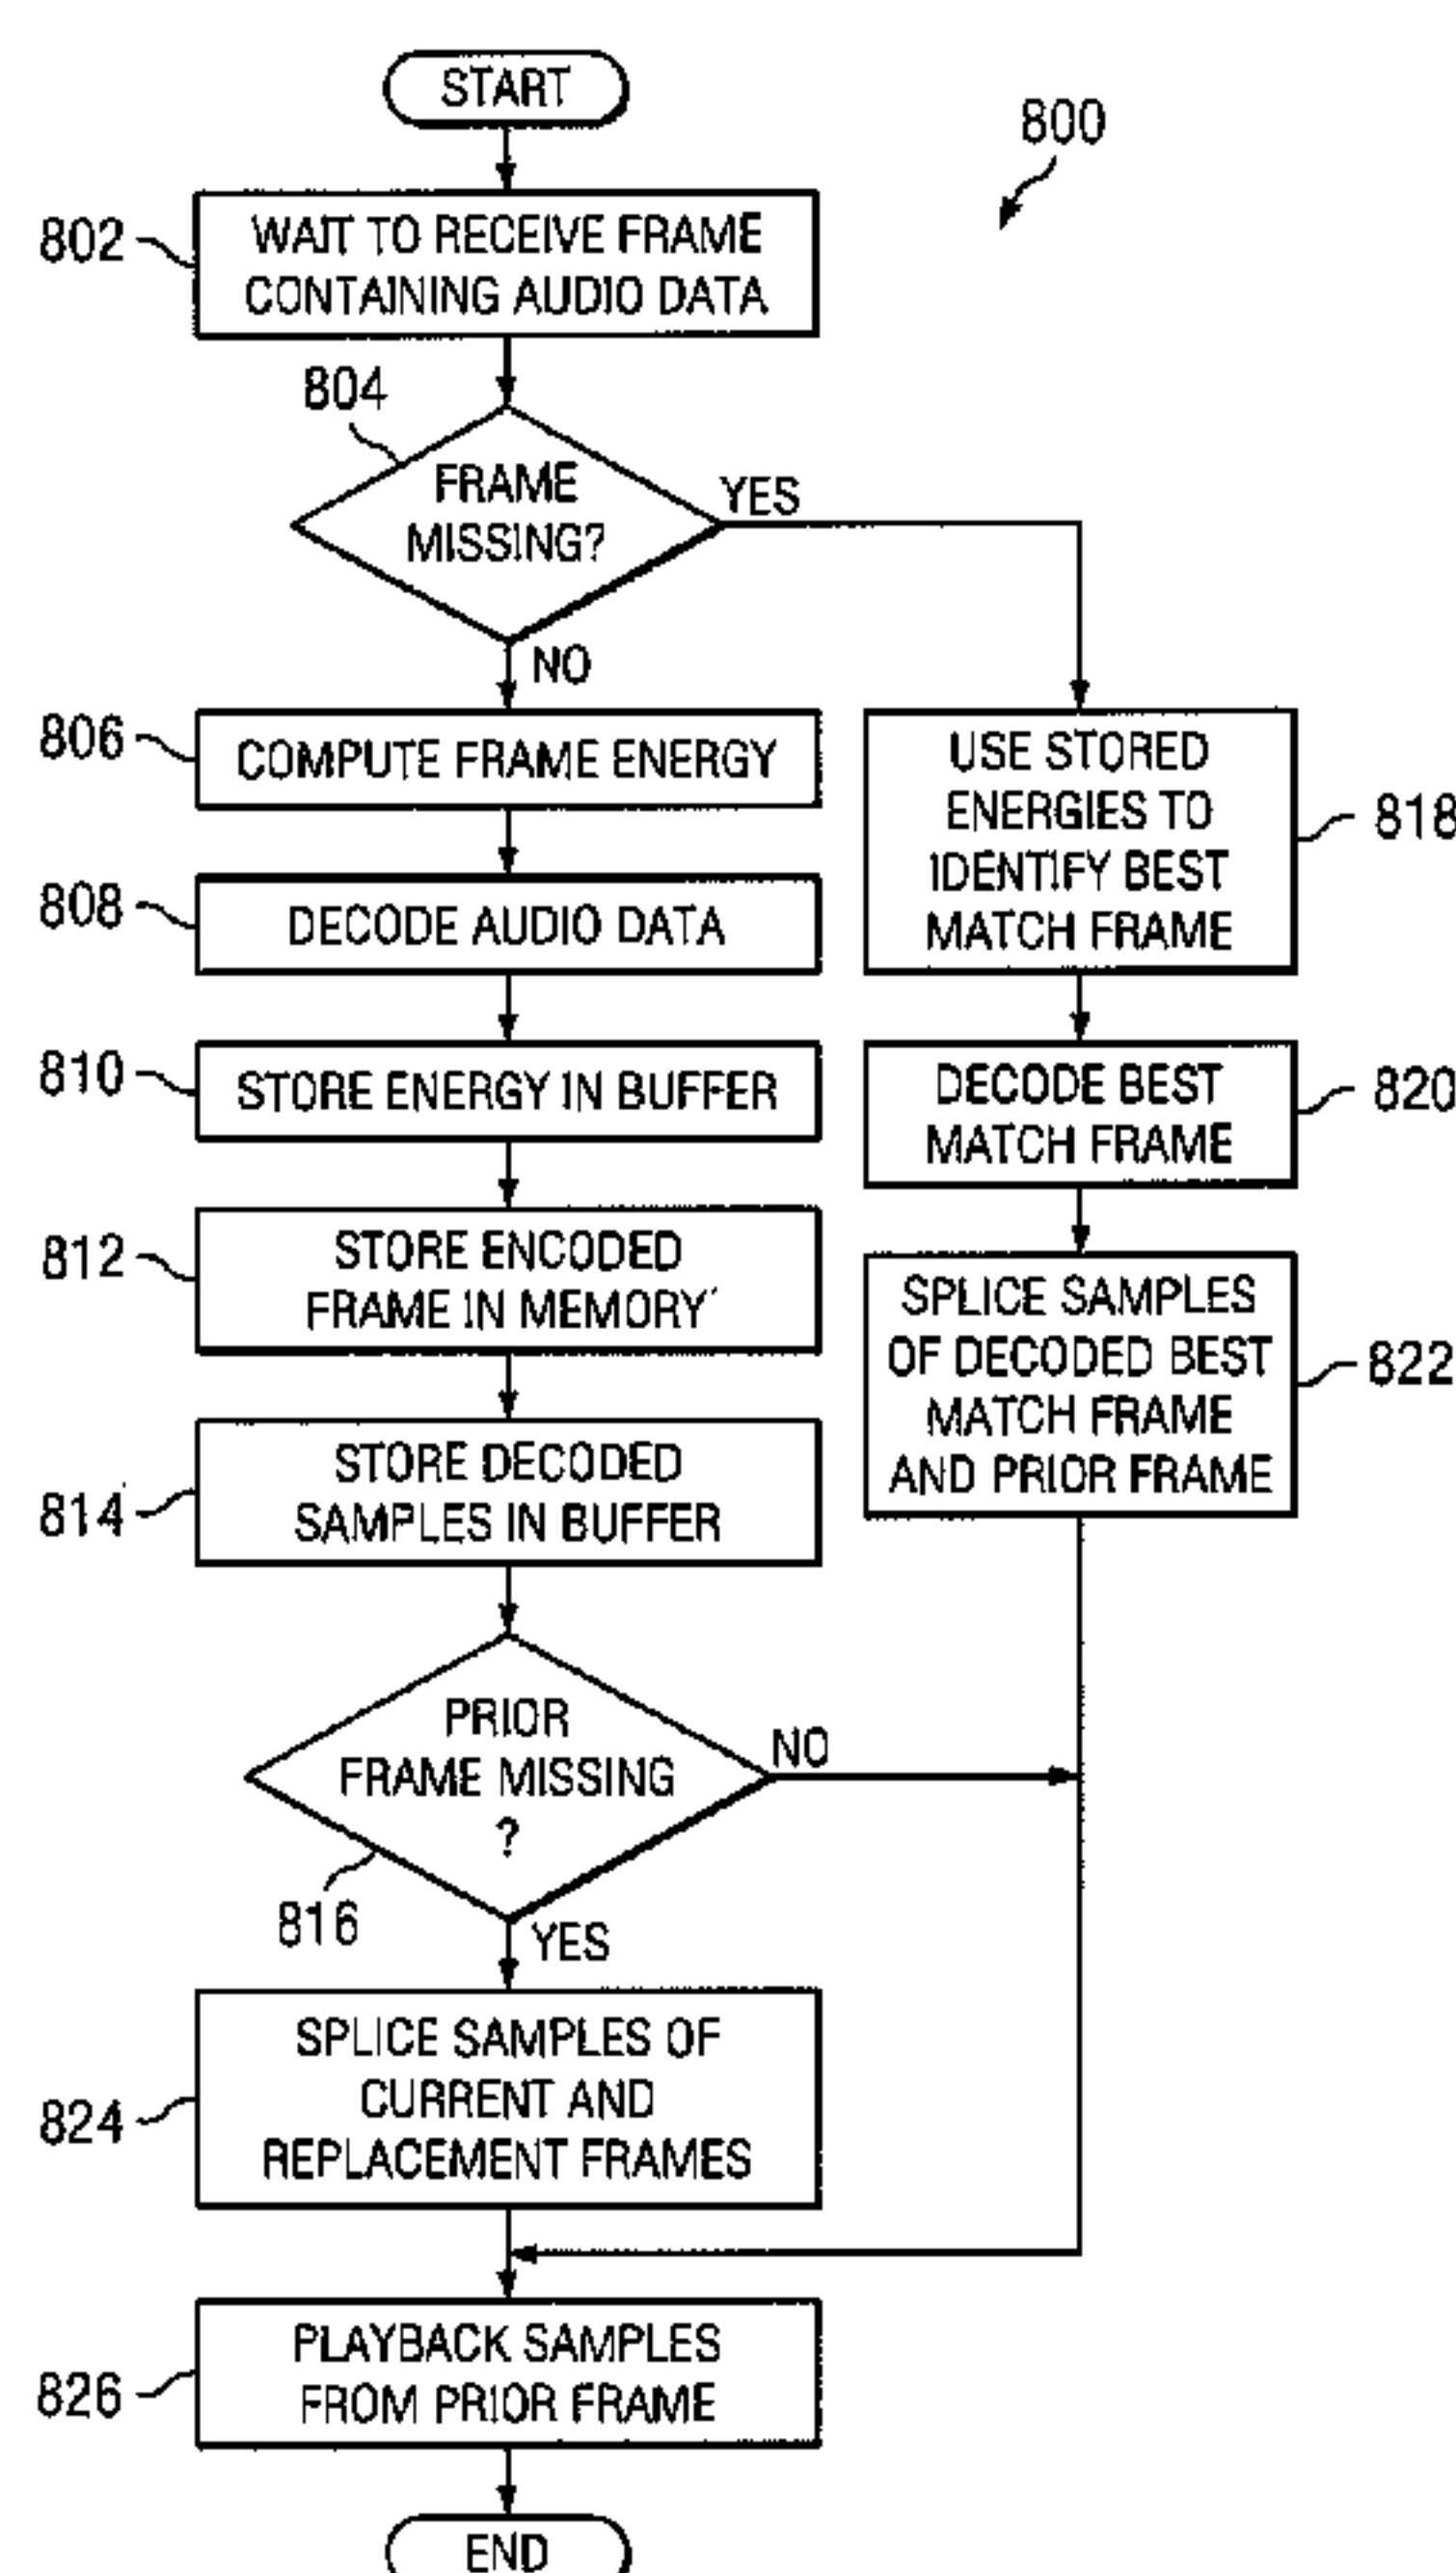 START
800
802
WAIT TO RECEIVE FRAME
CONTAINING AUDIO DATA
804
FRAME
MISSING?
YES
NO
806
COMPUTE FRAME ENERGY
808
DECODE AUDIO DATA
810
STORE ENERGY IN BUFFER
812
STORE ENCODED
FRAME IN MEMORY
814
STORE DECODED
SAMPLES IN BUFFER
USE STORED
ENERGIES TO
IDENTIFY BEST
MATCH FRAME
818
DECODE BEST
MATCH FRAME
820
SPLICE SAMPLES
OF DECODED BEST
MATCH FRAME
AND PRIOR FRAME
822
PRIOR
FRAME MISSING
?
NO
816
YES
824
SPLICE SAMPLES OF
CURRENT AND
REPLACEMENT FRAMES
826
PLAYBACK SAMPLES
FROM PRIOR FRAME
END